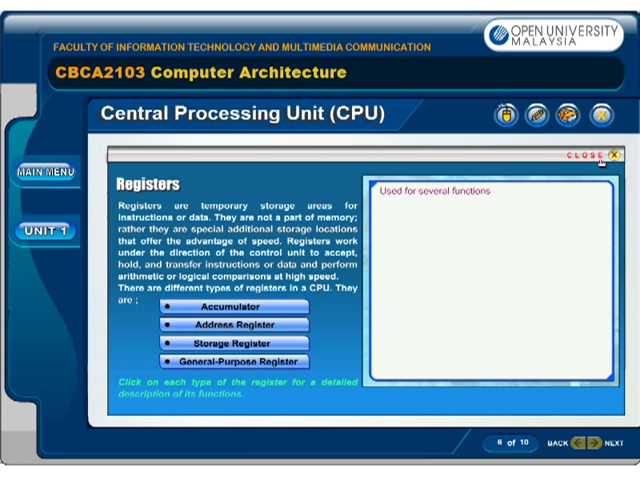 OPEN UNIVERSITY
MALAYSIA
FACULTY OF INFORMATION TECHNOLOGY AND MULTIMEDIA COMMUNICATION
CBCA2103 Computer Architecture
Central Processing Unit (CPU)
MAIN MENU
UNIT 1
CLOSE
Registers
Registers are temporary storage areas for
instructions or data. They are not a part of memory;
rather they are special additional storage locations
that offer the advantage of speed. Registers work
under the direction of the control unit to accept,
hold, and transfer instructions or data and perform
arithmetic or logical comparisons at high speed.
There are different types of registers in a CPU. They
are :
Accumulator
Address Register
Storage Register
General-Purpose Register
Click on each type of the register for a detailed
description of its functions.
Used for several functions
6 of 10
BACK
NEXT